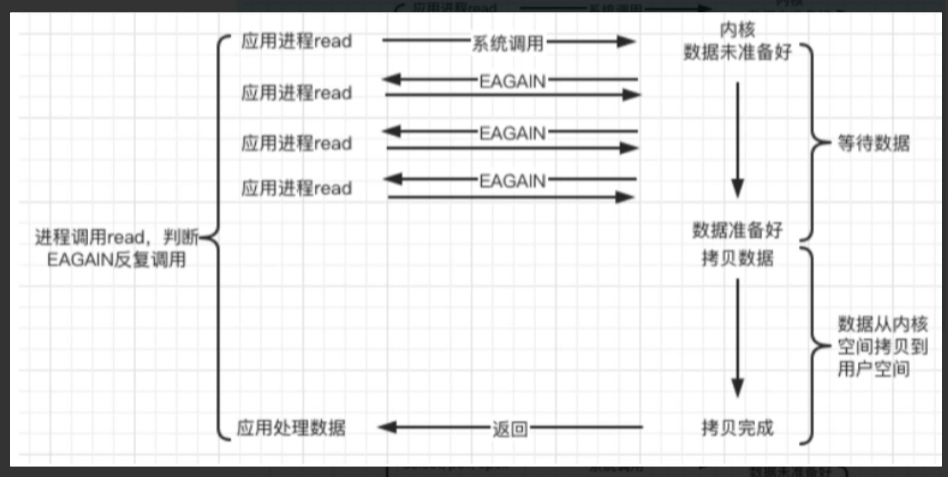 应用进程read
系统调用
内核
数据未准备好
EAGAIN
应用进程read
EAGAIN
应用进程read
等待数据
EAGAIN
应用进程read
进程调用read，判断
EAGAIN反复调用
数据准备好
拷贝数据
数据从内核
空间拷贝到
用户空间
应用处理数据
返回
拷贝完成